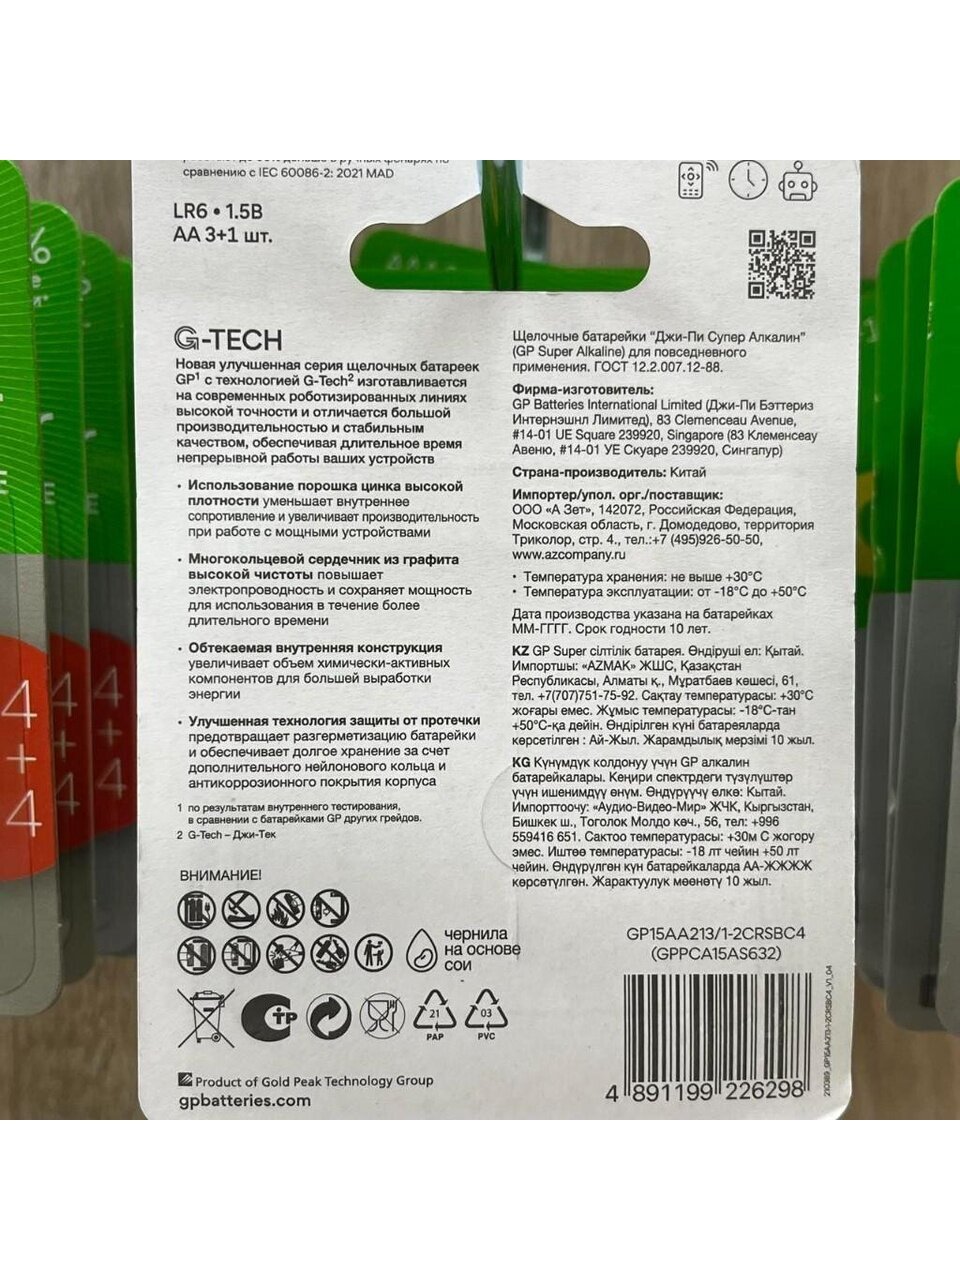 сравнению с IEC 60086-2: 2021 MAD
LR6 • 1.5В
АА 3+1 шт.
G-TECH
Новая улучшенная серия щелочных батареек
GP¹ с технологией G-Tech² изготавливается
на современных роботизированных линиях
высокой точности и отличается большой
производительностью и стабильным
качеством, обеспечивая длительное время
непрерывной работы ваших устройств
• Использование порошка цинка высокой
плотности уменьшает внутреннее
сопротивление и увеличивает производительность
при работе с мощными устройствами
• Многокольцевой сердечник из графита
высокой чистоты повышает
электропроводность и сохраняет мощность
для использования в течение более
длительного времени
• Обтекаемая внутренняя конструкция
увеличивает объем химически-активных
компонентов для большей выработки
энергии
• Улучшенная технология защиты от протечки
предотвращает разгерметизацию батарейки
и обеспечивает долгое хранение за счет
дополнительного нейлонового кольца и
антикоррозионного покрытия корпуса
1 по результатам внутреннего тестирования,
в сравнении с батарейками GP других грейдов.
2 G-Tech – Джи-Тек
ВНИМАНИЕ!
чернила
на основе
сои
21
PAP
03
PVC
Product of Gold Peak Technology Group
gpbatteries.com
Щелочные батарейки "Джи-Пи Супер Алкалин"
(GP Super Alkaline) для повседневного
применения. ГОСТ 12.2.007.12-88.
Фирма-изготовитель:
GP Batteries International Limited (Джи-Пи Бэттериз
Интернэшнл Лимитед), 83 Clemenceau Avenue,
#14-01 UE Square 239920, Singapore (83 Клеменсеау
Авеню, #14-01 УЕ Скуаре 239920, Сингапур)
Страна-производитель: Китай
Импортер/упол. орг./поставщик:
ООО «А Зет», 142072, Российская Федерация,
Московская область, г. Домодедово, территория
Триколор, стр. 4., тел.:+7 (495)926-50-50,
www.azcompany.ru
• Температура хранения: не выше +30°C
• Температура эксплуатации: от -18°C до +50°C
Дата производства указана на батарейках
ММ-ГГГГ. Срок годности 10 лет.
KZ GP Super сілтілік батарея. Өндіруші ел: Қытай.
Импортшы: «AZMAK» ЖШС, Қазақстан
Республикасы, Алматы қ., Мұратбаев көшесі, 61,
тел. +7(707)751-75-92. Сақтау температурасы: +30°C
жоғары емес. Жұмыс температурасы: -18°C-тан
+50°C-қа дейін. Өндірілген күні батареяларда
көрсетілген : Ай-Жыл. Жарамдылық мерзімі 10 жыл.
KG Күнүмдүк колдонуу үчүн GP алкалин
батарейкалары. Кеңири спектрдеги түзүлүштөр
үчүн ишенимдүү өнүм. Өндүрүүчү өлкө: Кытай.
Импорттоочу: «Аудио-Видео-Мир» ЖЧК, Кыргызстан,
Бишкек ш., Тоголок Молдо көч., 56, тел: +996
559416 651. Сактоо температурасы: +30м С жогору
эмес. Иштөө температурасы: -18 лт чейин +50 лт
чейин. Өндүрүлгөн күн батарейкаларда АА-ЖЖЖЖ
көрсөтүлгөн. Жарактуулук мөөнөтү 10 жыл.
GP15AA213/1-2CRSBC4
(GPPCA15AS632)
4 891199 226298
4+4
4+4
4+4